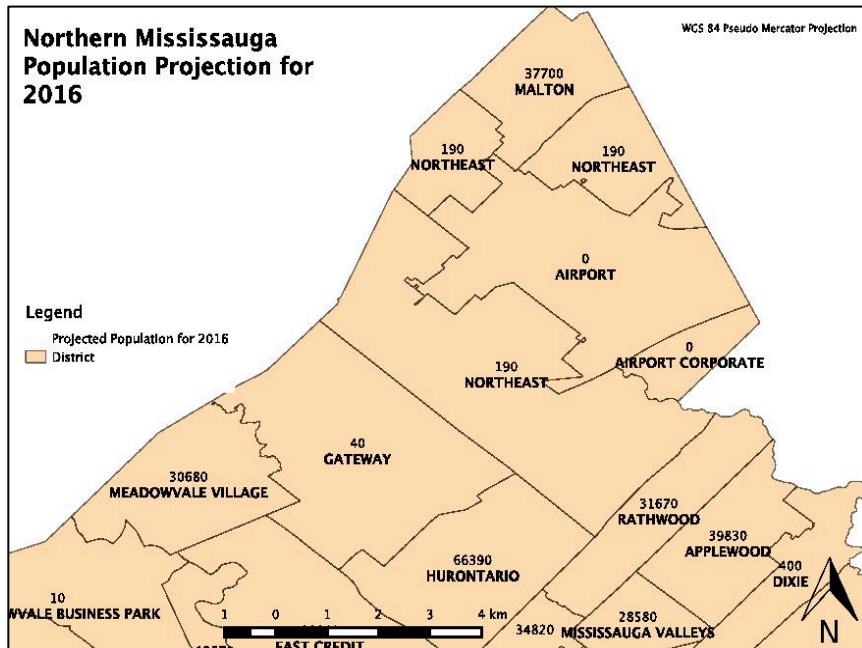 Northern Mississauga
Population Projection for
2016
WGS 84 Pseudo Mercator Projection
37700
MALTON
190
NORTHEAST
190
NORTHEAST
0
AIRPORT
Legend
Projected Population for 2016
District
0
AIRPORT CORPORATE
190
NORTHEAST
40
GATEWAY
30680
MEADOWVALE VILLAGE
31670
RATHWOOD
39830
APPLEWOOD
66390
HURONTARIO
400
DIXIE
10
WVALE BUSINESS PARK
28580
MISSISSAUGA VALLEYS
34820
1 0 1 2 3 4 km
EAST CREDIT
N